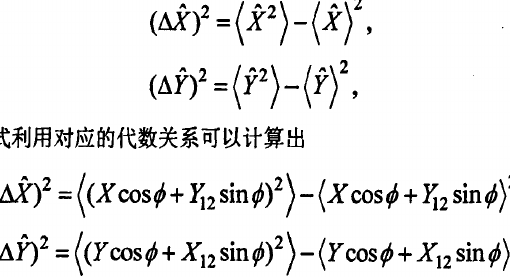 (ΔX̂)² = ⟨X̂²⟩ − ⟨X̂⟩²,
(ΔŶ)² = ⟨Ŷ²⟩ − ⟨Ŷ⟩²,
式利用对应的代数关系可以计算出
ΔX̂)² = ⟨(X cos ϕ + Y₁₂ sin ϕ)²⟩ − ⟨X cos ϕ + Y₁₂ sin ϕ⟩²
ΔŶ)² = ⟨(Y cos ϕ + X₁₂ sin ϕ)²⟩ − ⟨Y cos ϕ + X₁₂ sin ϕ⟩